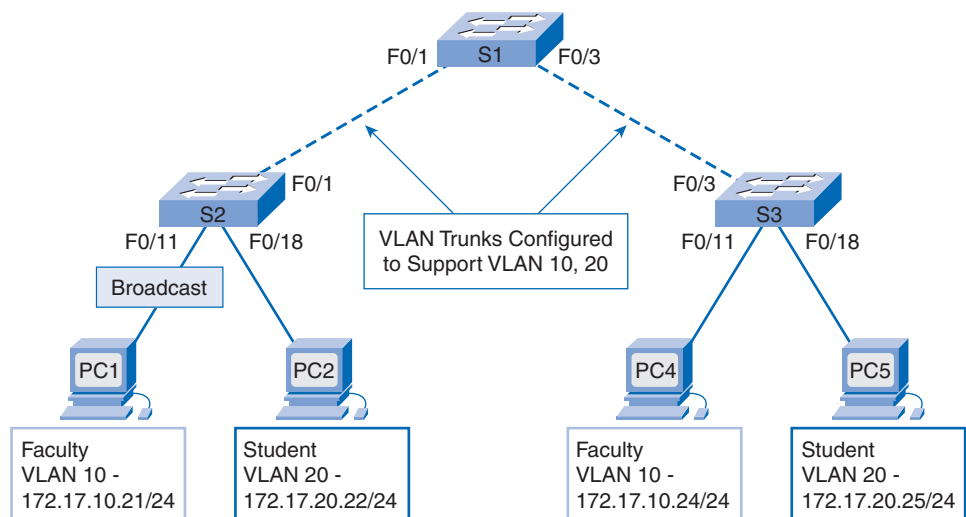 F0/1
S1
F0/3
F0/1
F0/3
S2
S3
F0/11
F0/18
VLAN Trunks Configured
to Support VLAN 10, 20
F0/11
F0/18
Broadcast
PC1
PC2
PC4
PC5
Faculty
VLAN 10 -
172.17.10.21/24
Student
VLAN 20 -
172.17.20.22/24
Faculty
VLAN 10 -
172.17.10.24/24
Student
VLAN 20 -
172.17.20.25/24